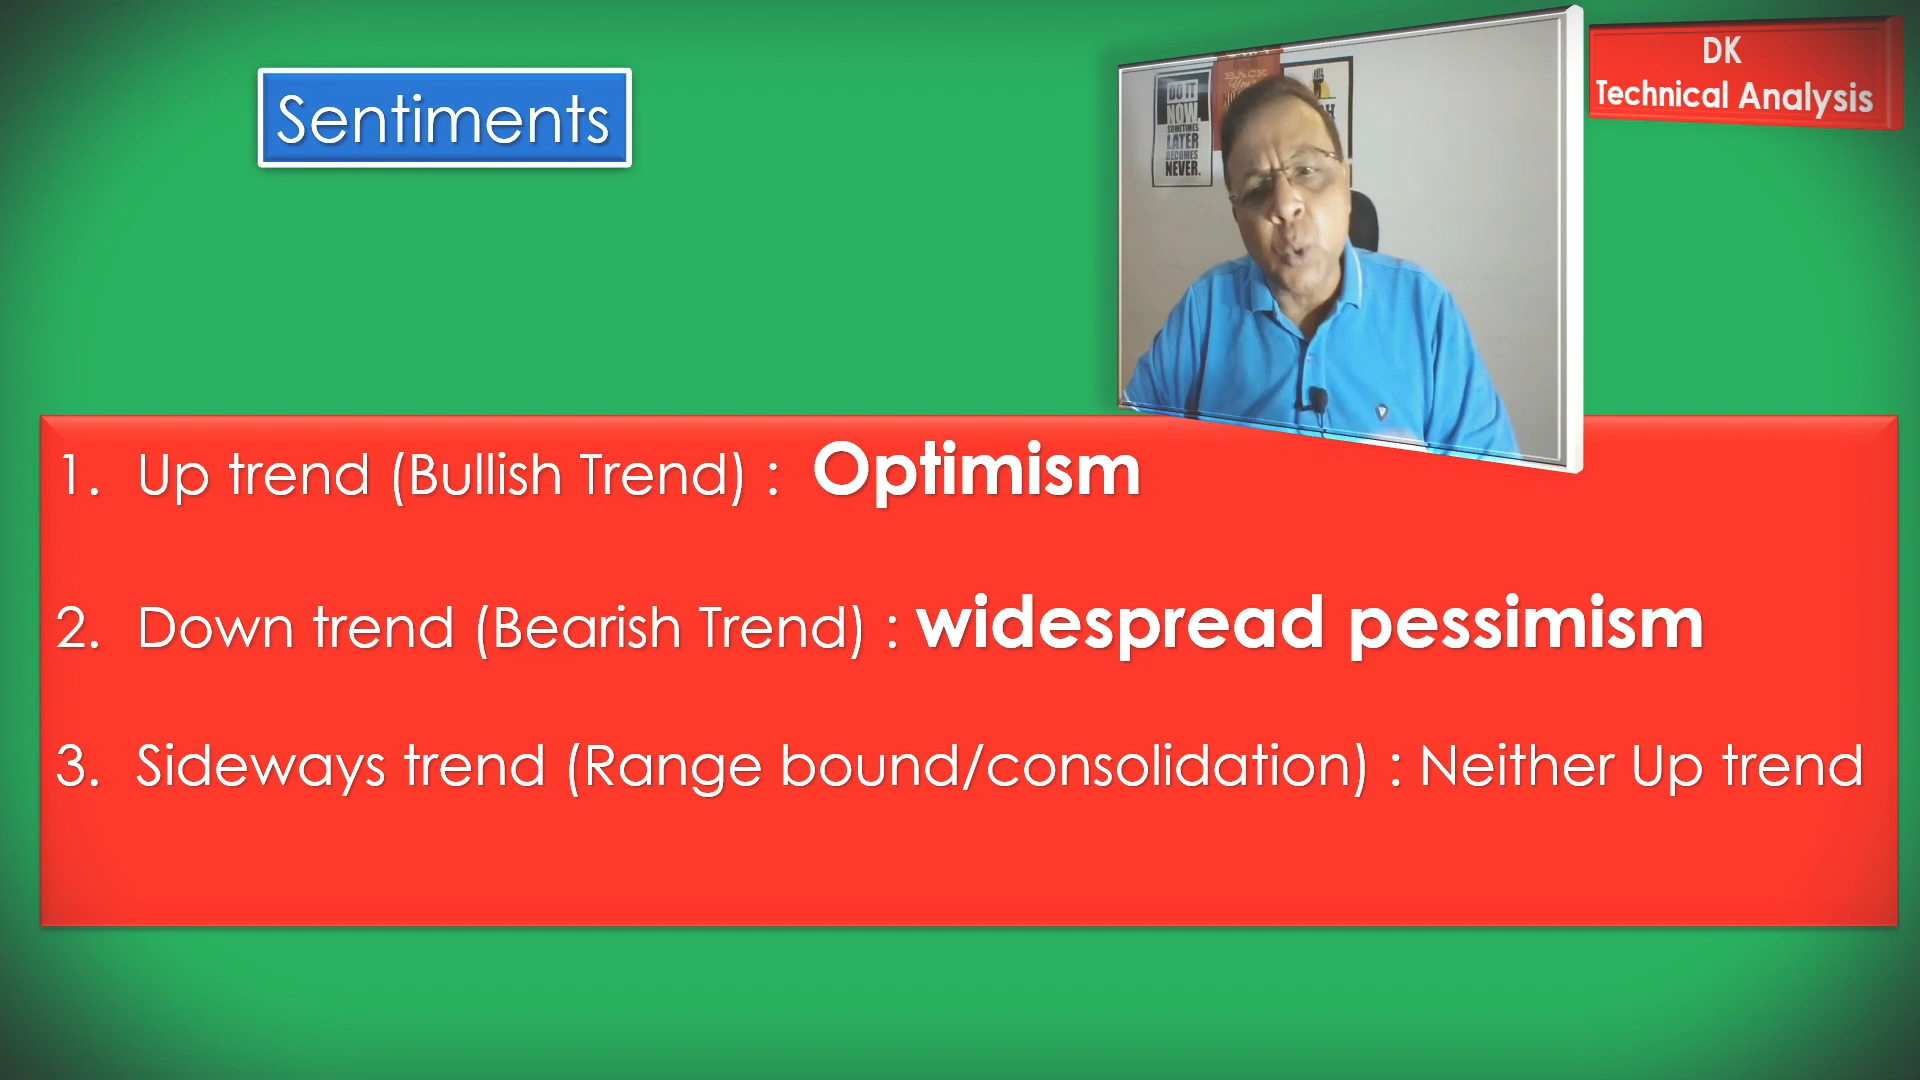 Sentiments
DK
Technical Analysis
DO IT
NOW.
SOMETIMES
LATER
BECOMES
NEVER.
BACK
1. Up trend (Bullish Trend) : Optimism
2. Down trend (Bearish Trend) : widespread pessimism
3. Sideways trend (Range bound/consolidation) : Neither Up trend